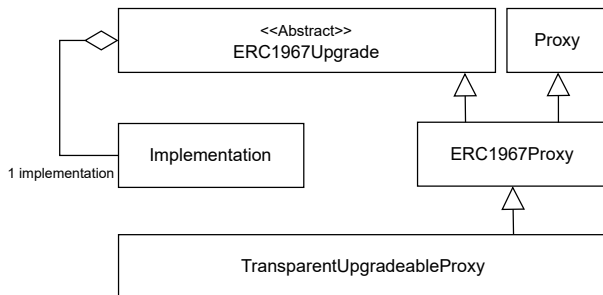 <<Abstract>>
ERC1967Upgrade
Proxy
Implementation
ERC1967Proxy
1 implementation
TransparentUpgradeableProxy